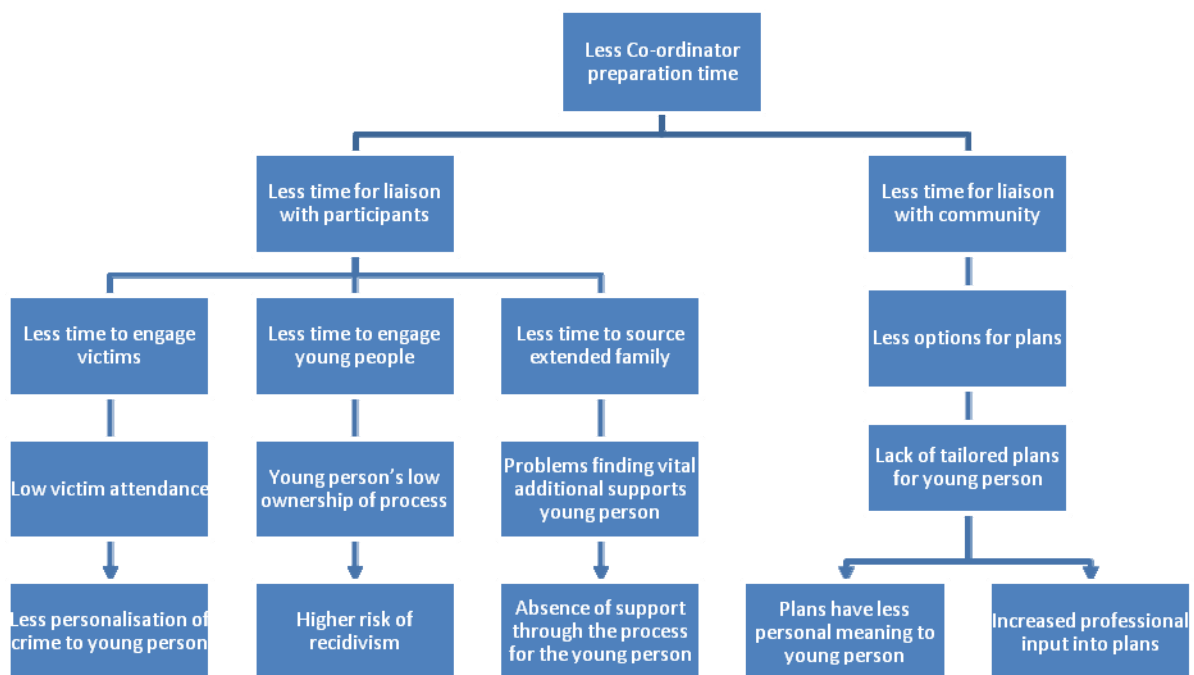 Less Co-ordinator
preparation time
Less time for liaison
with participants
Less time for liaison
with community
Less time to engage
victims
Less time to engage
young people
Less time to source
extended family
Less options for plans
Low victim attendance
Young person's low
ownership of process
Problems finding vital
additional supports
young person
Lack of tailored plans
for young person
Less personalisation of
crime to young person
Higher risk of
recidivism
Absence of support
through the process
for the young person
Plans have less
personal meaning to
young person
Increased professional
input into plans